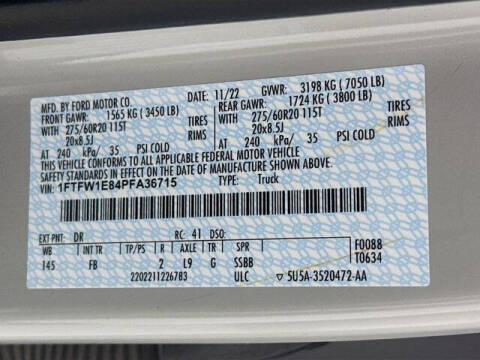 MFD. BY FORD MOTOR CO. 11/22 GVWR: 3198 KG ( 7050 LB)
FRONT GAWR: 1565 KG ( 3450 LB) REAR GAWR: 1724 KG ( 3800 LB)
WITH 275/60R20 115T TIRES WITH 275/60R20 115T TIRES
20x8.5J RIMS 20x8.5J RIMS
AT 240 kPa/ 35 PSI COLD AT 240 kPa/ 35 PSI COLD
THIS VEHICLE CONFORMS TO ALL APPLICABLE FEDERAL MOTOR VEHICLE
SAFETY STANDARDS IN EFFECT ON THE DATE OF MANUFACTURE SHOWN ABOVE.
1FTFW1E84PFA36715 TYPE: Truck
EXT PNT: DR RC: 41 DSO: F0088
WB INT TR TP/PS R AXLE TR SPR T0634
145 FB 2 L9 G SSBB
2202211226783 ULC 5U5A-3520472-AA